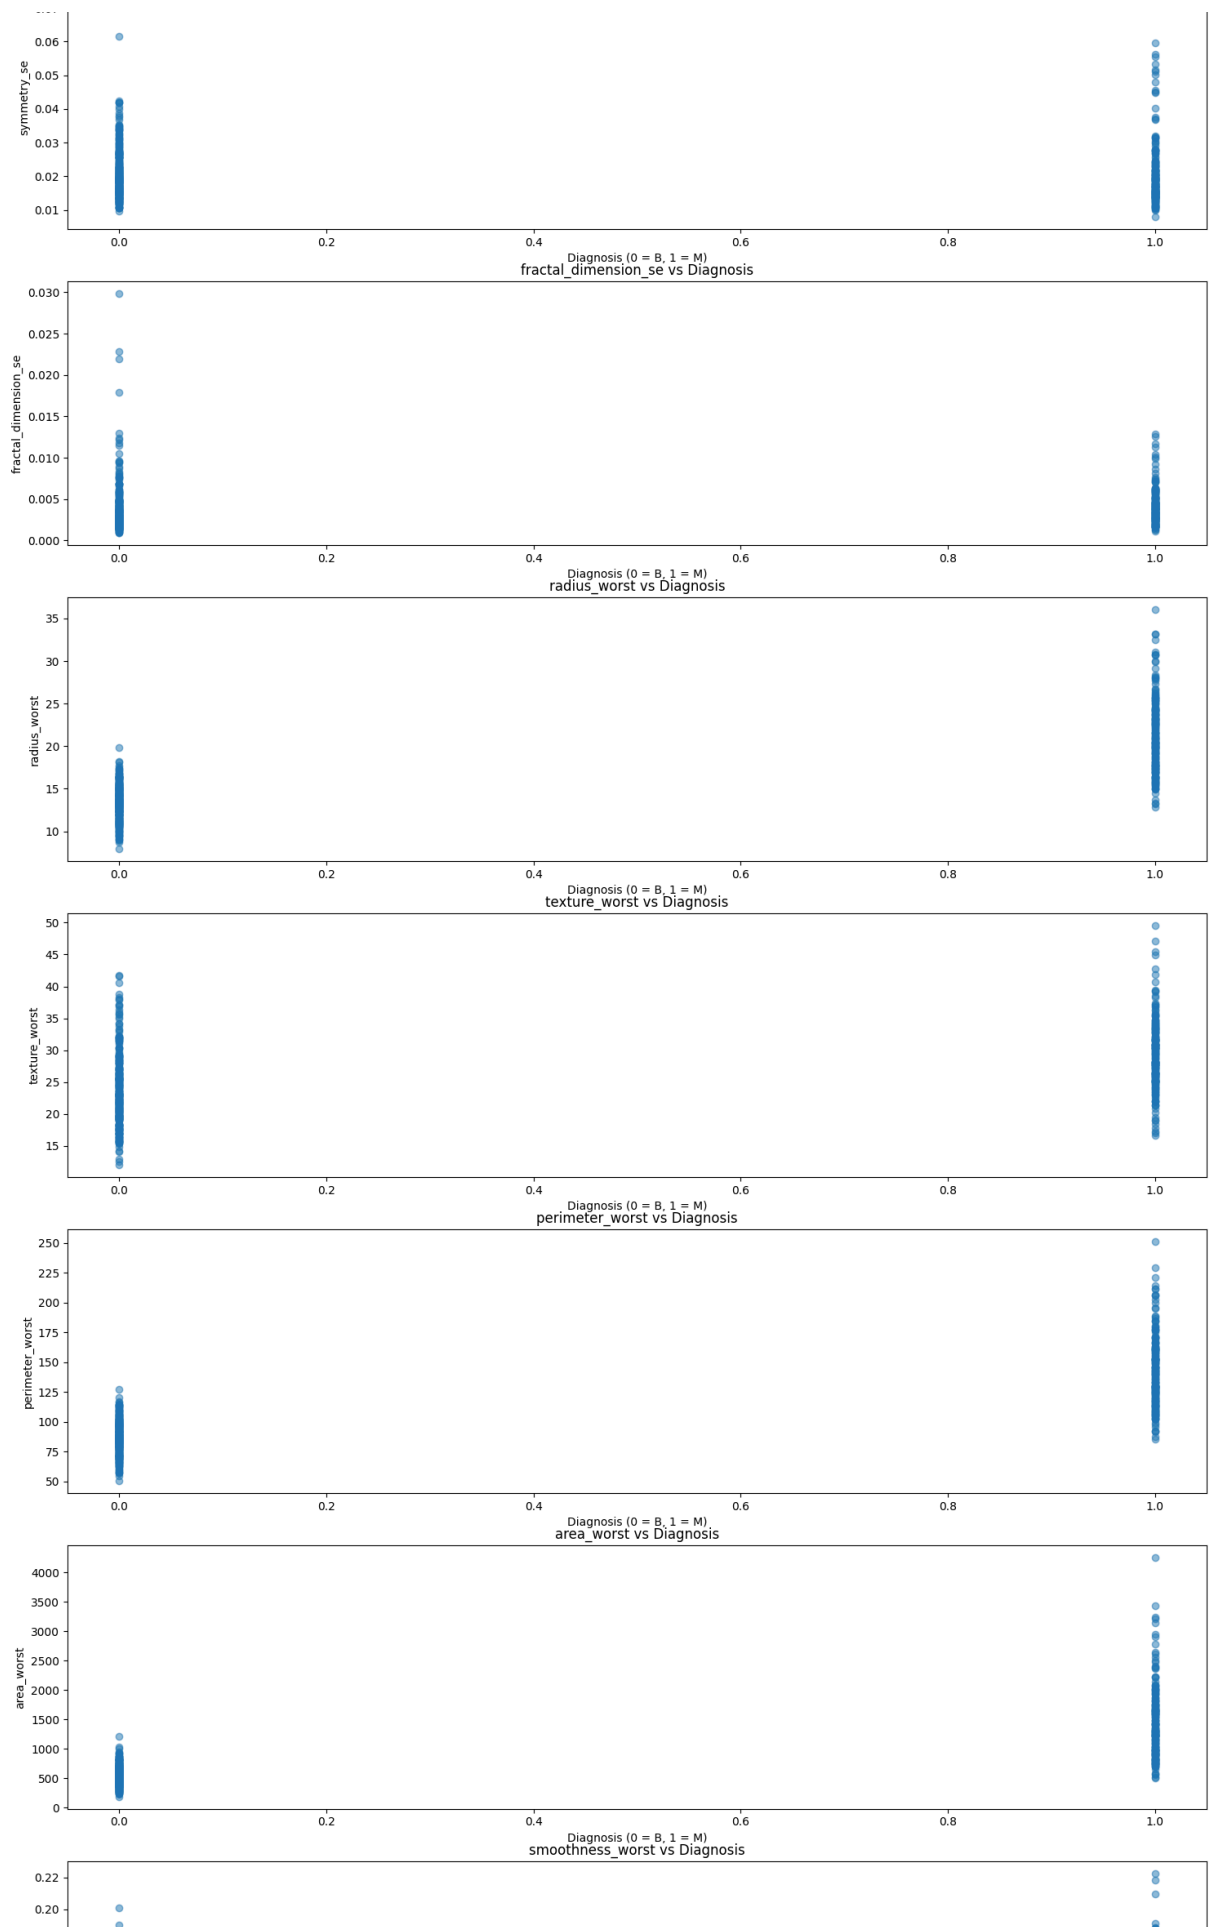 0.06
0.05
0.04
0.03
0.02
0.01
symmetry_se
0.0 0.2 0.4 0.6 0.8 1.0
Diagnosis (0 = B, 1 = M)
fractal_dimension_se vs Diagnosis
0.030
0.025
0.020
0.015
0.010
0.005
0.000
fractal_dimension_se
0.0 0.2 0.4 0.6 0.8 1.0
Diagnosis (0 = B, 1 = M)
radius_worst vs Diagnosis
35
30
25
20
15
10
radius_worst
0.0 0.2 0.4 0.6 0.8 1.0
Diagnosis (0 = B, 1 = M)
texture_worst vs Diagnosis
50
45
40
35
30
25
20
15
texture_worst
0.0 0.2 0.4 0.6 0.8 1.0
Diagnosis (0 = B, 1 = M)
perimeter_worst vs Diagnosis
250
225
200
175
150
125
100
75
50
perimeter_worst
0.0 0.2 0.4 0.6 0.8 1.0
Diagnosis (0 = B, 1 = M)
area_worst vs Diagnosis
4000
3500
3000
2500
2000
1500
1000
500
0
area_worst
0.0 0.2 0.4 0.6 0.8 1.0
Diagnosis (0 = B, 1 = M)
smoothness_worst vs Diagnosis
0.22
0.20